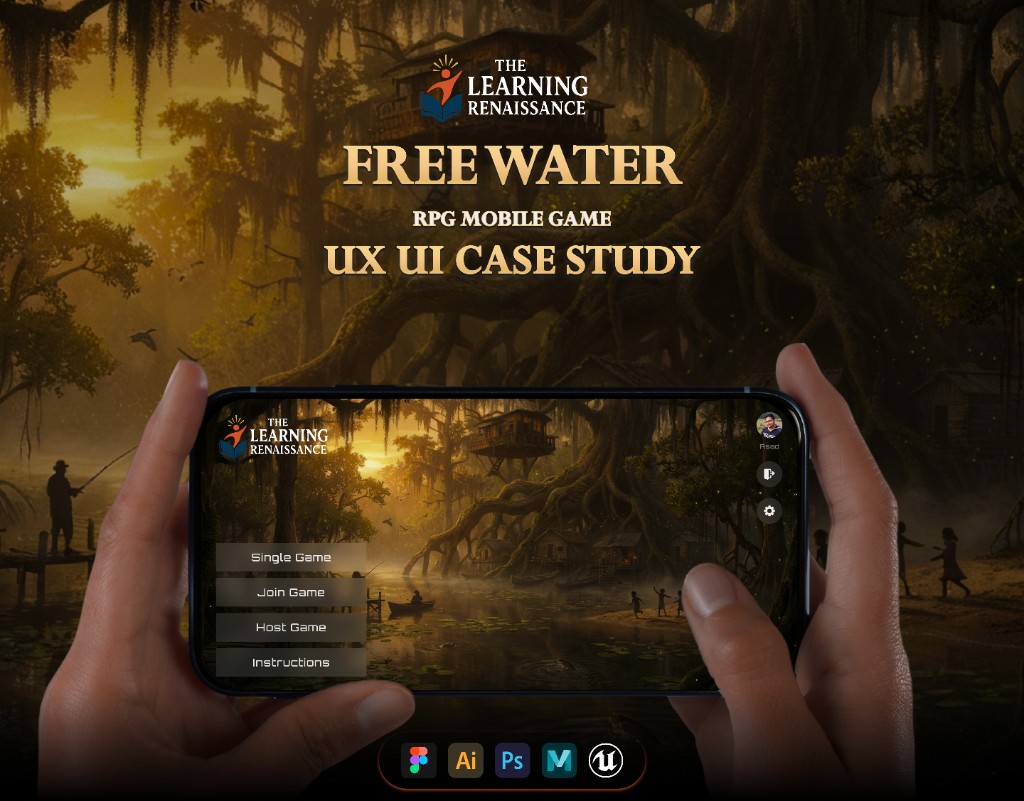 THE
LEARNING
RENAISSANCE
FREE WATER
RPG MOBILE GAME
UX UI CASE STUDY
THE
LEARNING
RENAISSANCE
Single Game
Join Game
Host Game
Instructions
Ai
Ps